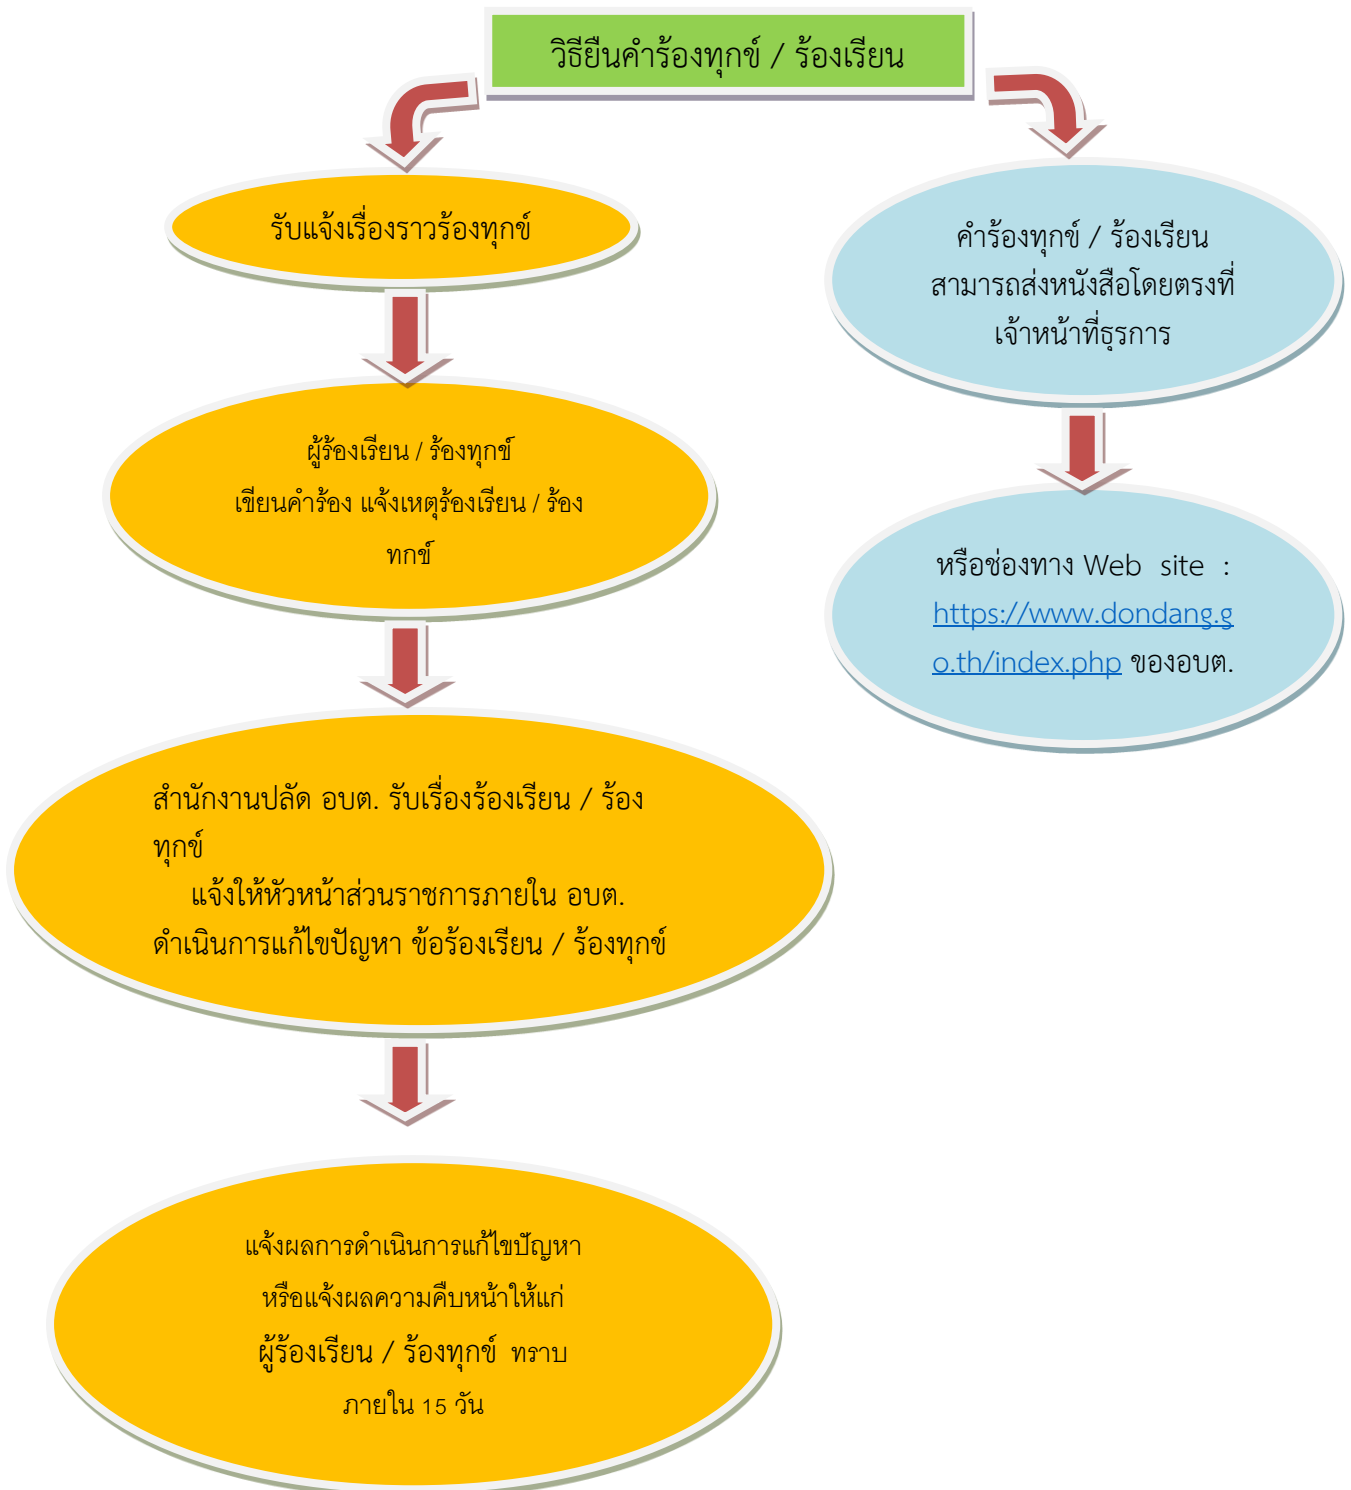 วิธียืนคำร้องทุกข์ / ร้องเรียน
รับแจ้งเรื่องราวร้องทุกข์
ผู้ร้องเรียน / ร้องทุกข์
เขียนคำร้อง แจ้งเหตุร้องเรียน / ร้อง
ทกข์
สำนักงานปลัด อบต. รับเรื่องร้องเรียน / ร้อง
ทุกข์
แจ้งให้หัวหน้าส่วนราชการภายใน อบต.
ดำเนินการแก้ไขปัญหา ข้อร้องเรียน / ร้องทุกข์
แจ้งผลการดำเนินการแก้ไขปัญหา
หรือแจ้งผลความคืบหน้าให้แก่
ผู้ร้องเรียน / ร้องทุกข์ ทราบ
ภายใน 15 วัน
คำร้องทุกข์ / ร้องเรียน
สามารถส่งหนังสือโดยตรงที่
เจ้าหน้าที่ธุรการ
หรือช่องทาง Web site :
https://www.dondang.g
o.th/index.php ของอบต.